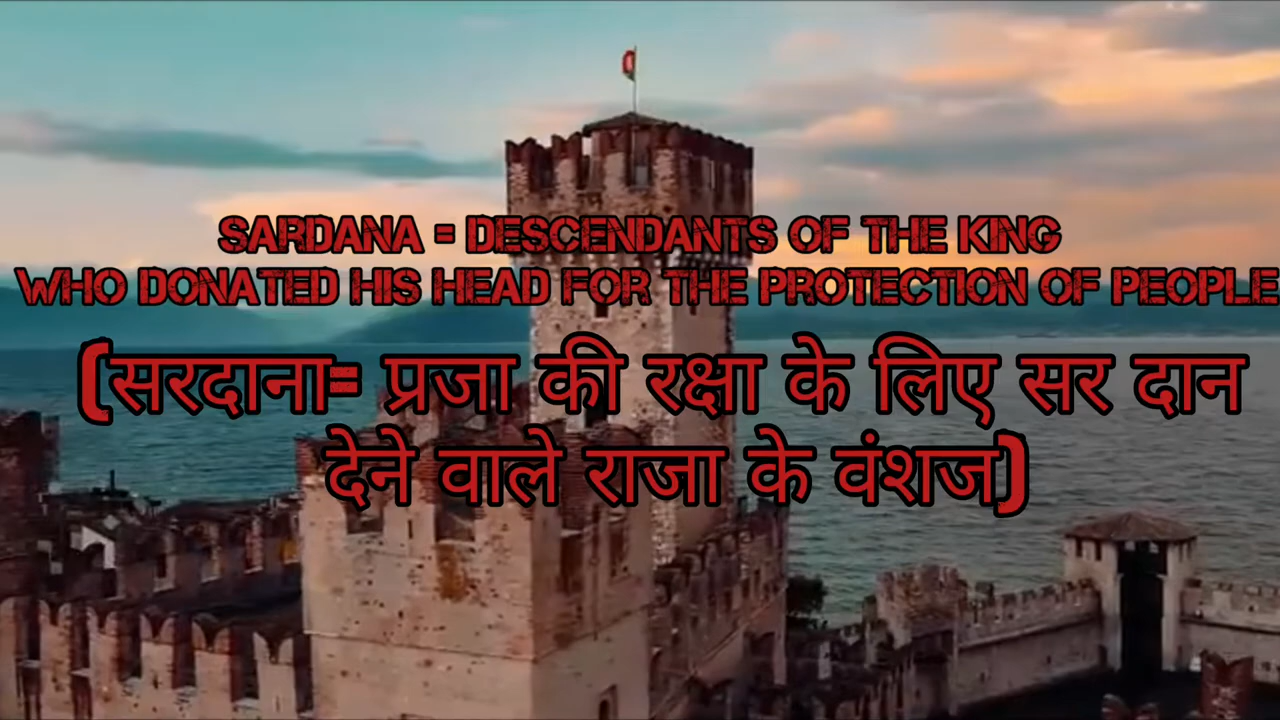 SARDANA = DESCENDANTS OF THE KING
WHO DONATED HIS HEAD FOR THE PROTECTION OF PEOPLE
(सरदाना= प्रजा की रक्षा के लिए सर दान
देने वाले राजा के वंशज)